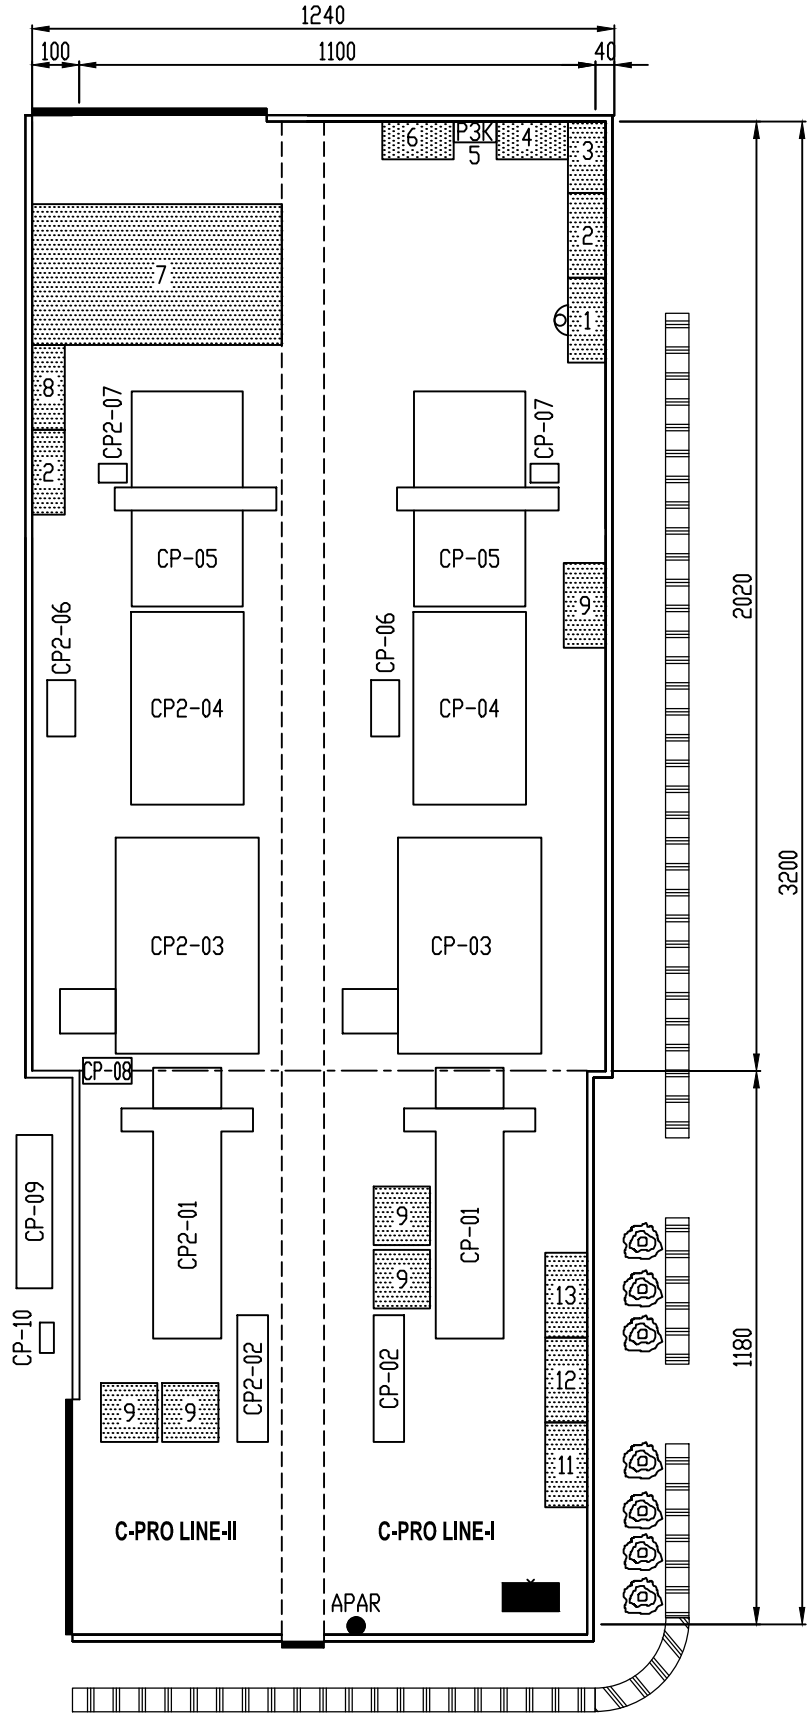 1240
100
1100
40
6
P3K
4
5
3
2
7
1
8
CP2-07
CP-07
2
CP-05
CP-05
9
2020
CP2-06
CP-06
CP2-04
CP-04
3200
CP2-03
CP-03
CP-08
CP-09
CP2-01
9
CP-01
9
13
CP-10
1180
CP2-02
CP-02
12
9
9
11
C-PRO LINE-II
C-PRO LINE-I
APAR